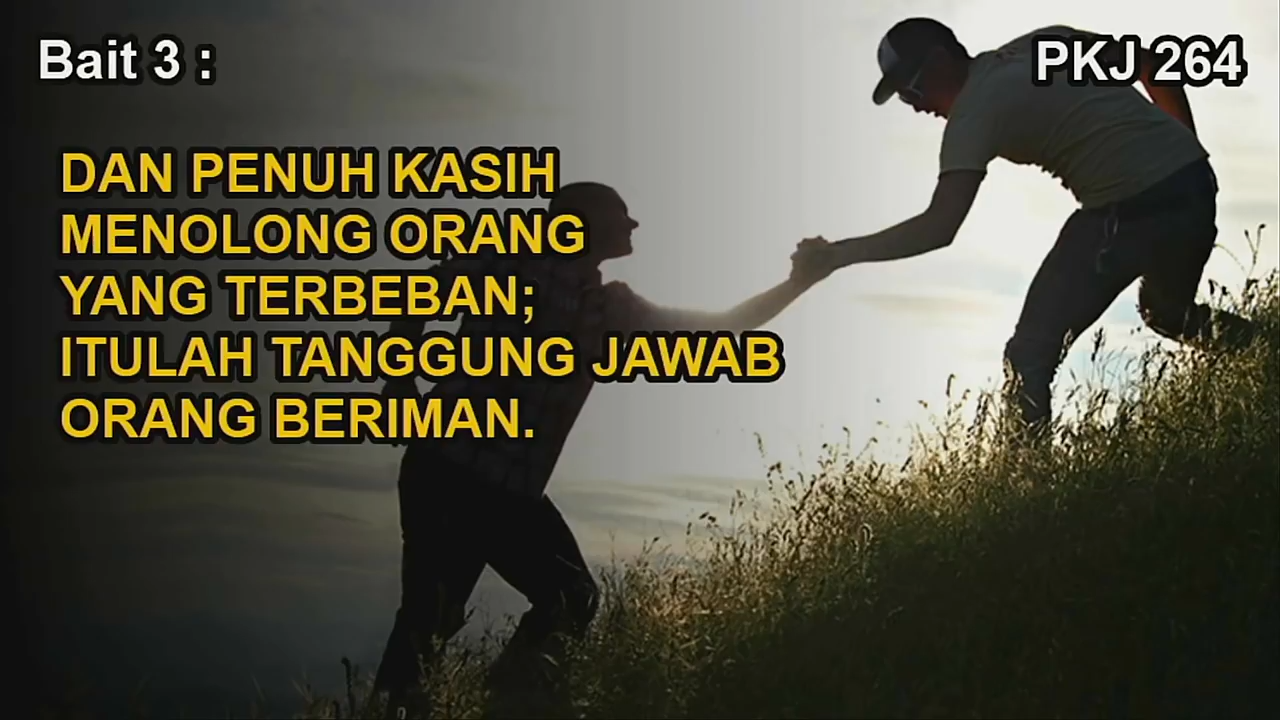 Bait 3 :
PKJ 264
DAN PENUH KASIH
MENOLONG ORANG
YANG TERBEBAN;
ITULAH TANGGUNG JAWAB
ORANG BERIMAN.